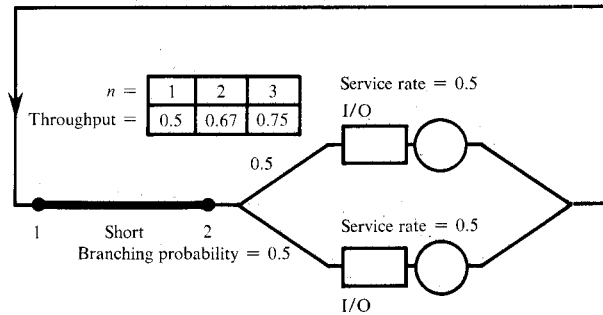 n = 1 2 3
Throughput = 0.5 0.67 0.75
Service rate = 0.5
I/O
0.5
1 Short 2
Branching probability = 0.5
Service rate = 0.5
I/O